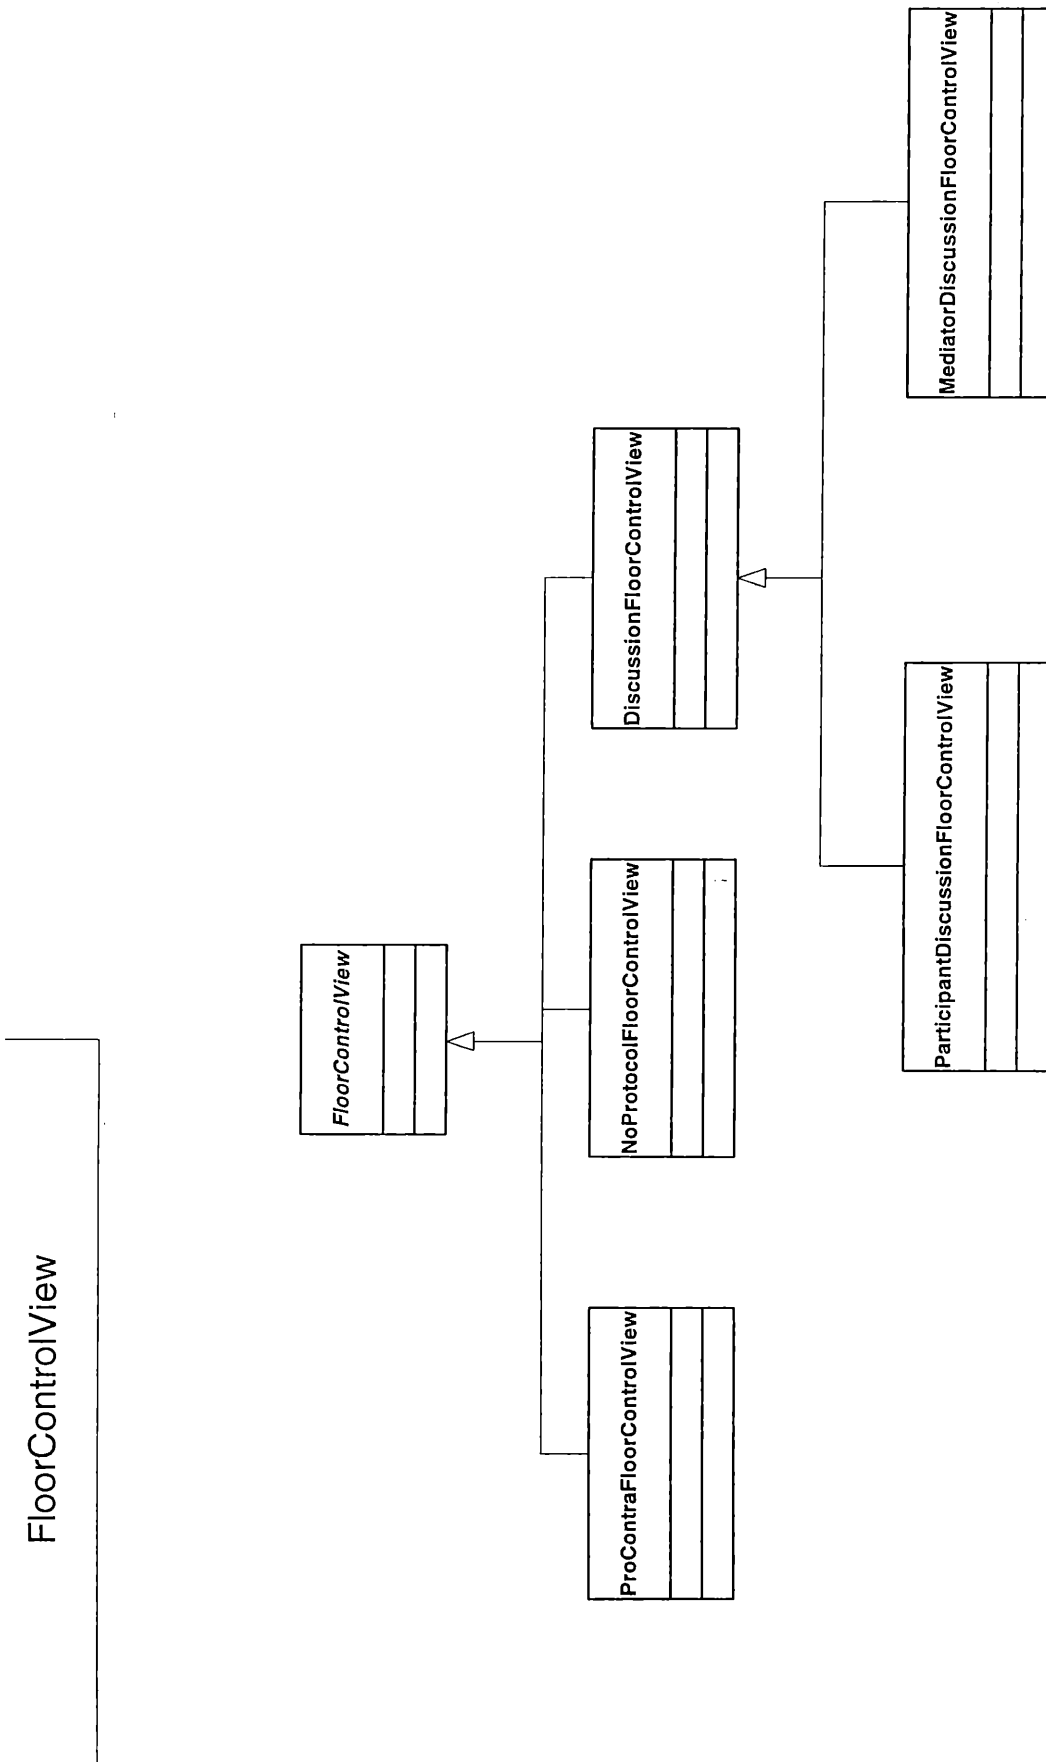 FloorControlView
FloorControlView
ProContraFloorControlView
NoProtocolFloorControlView
DiscussionFloorControlView
ParticipantDiscussionFloorControlView
MediatorDiscussionFloorControlView